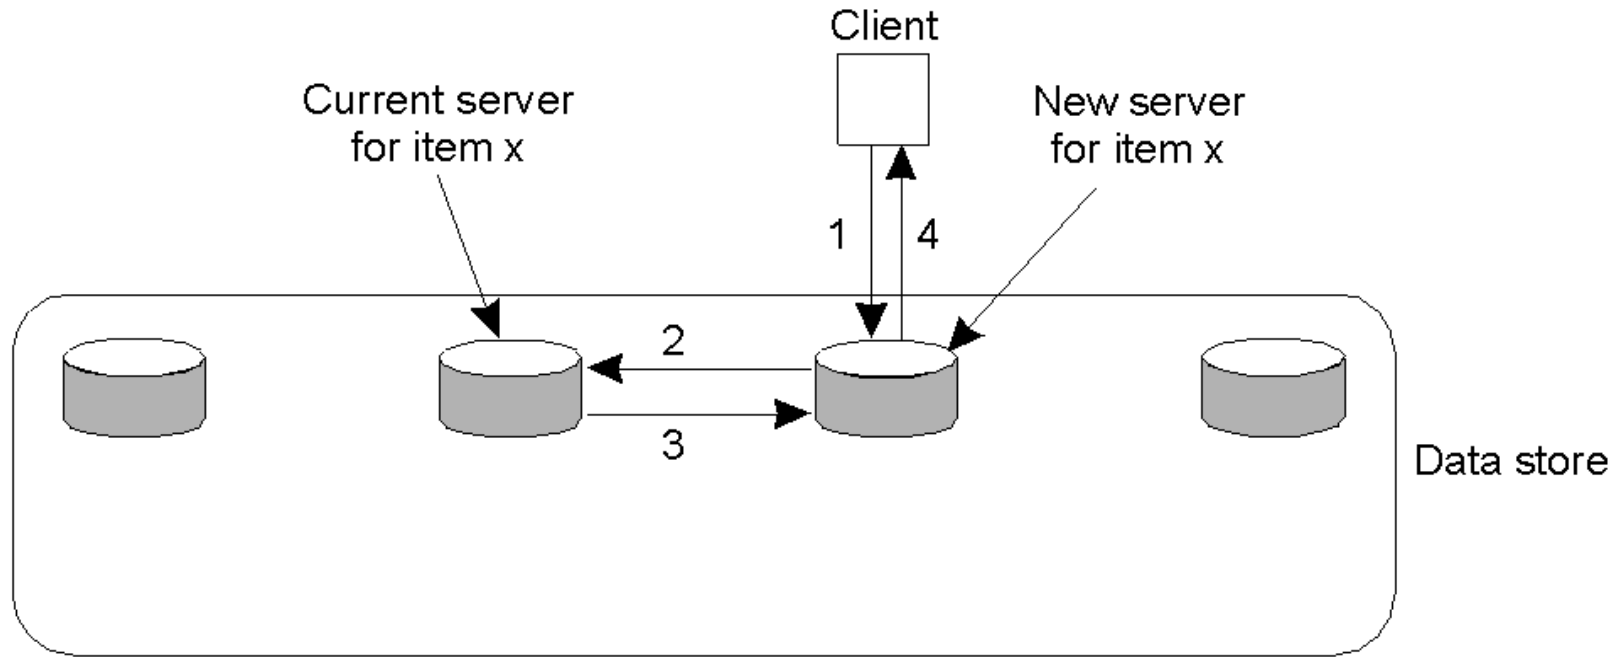 Client
Current server
for item x
New server
for item x
1
4
2
3
Data store